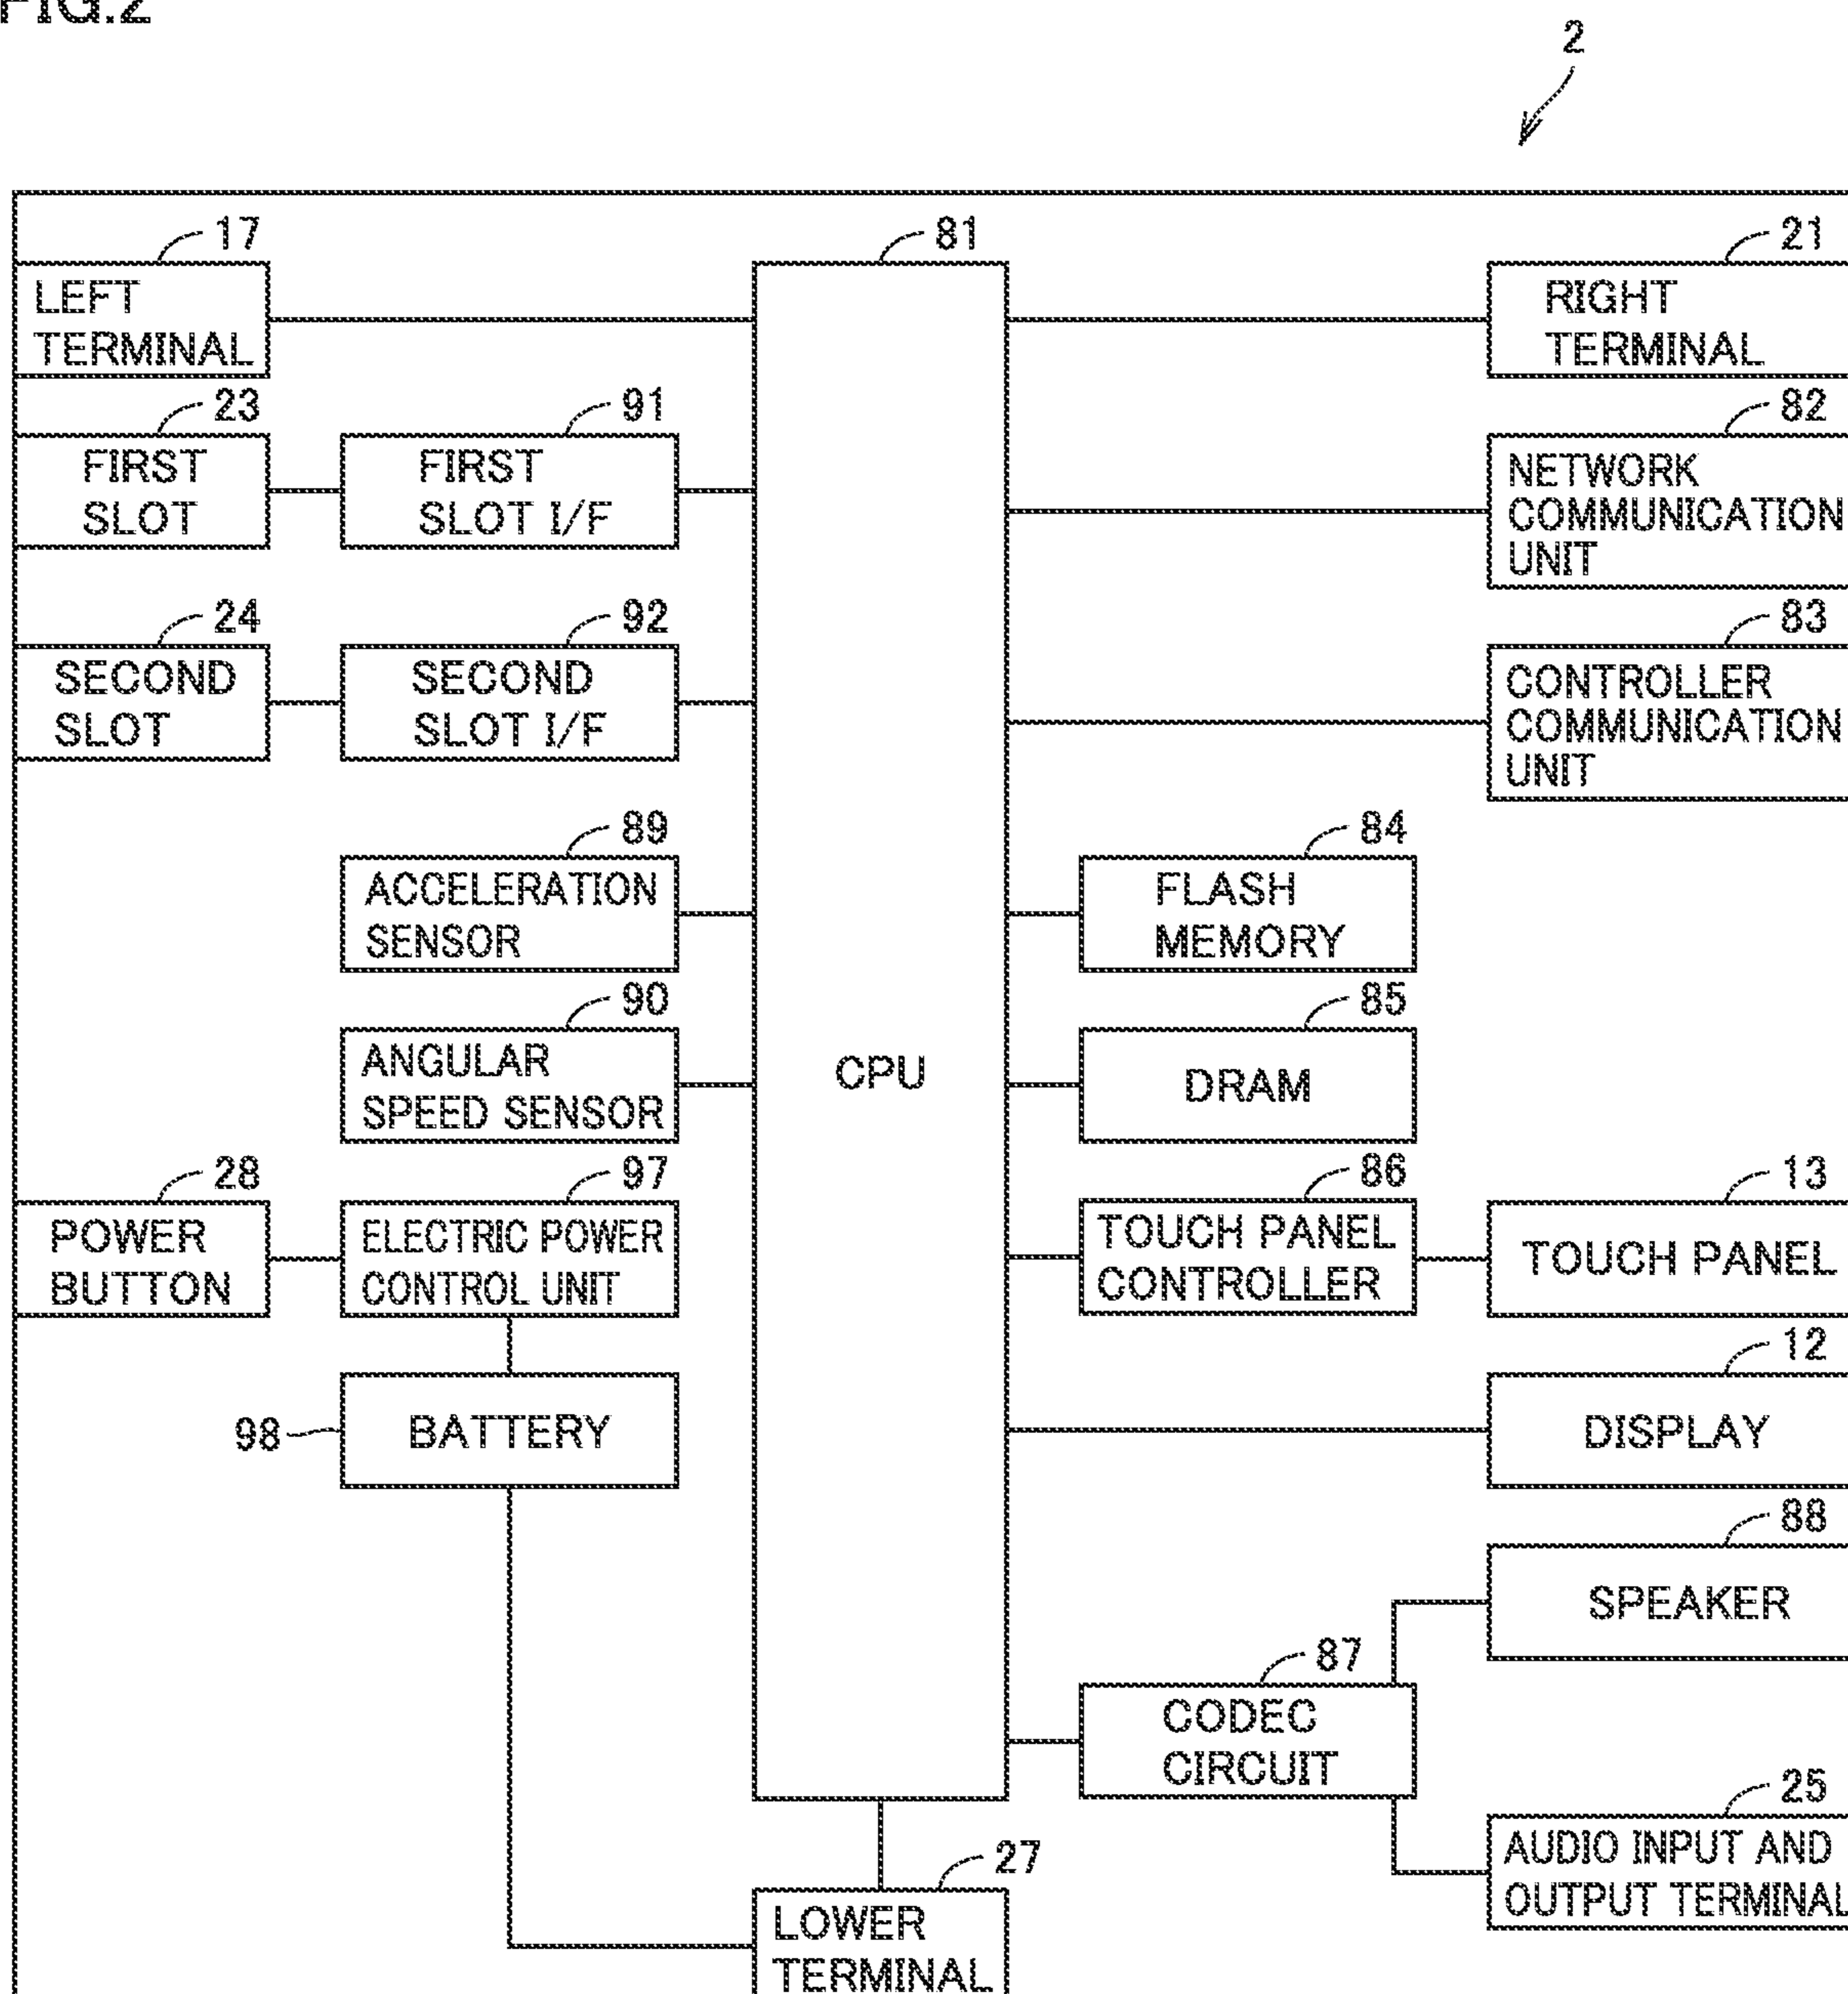 FIG.2
2
17
LEFT
TERMINAL
81
CPU
21
RIGHT
TERMINAL
23
FIRST
SLOT
91
FIRST
SLOT I/F
82
NETWORK
COMMUNICATION
UNIT
24
SECOND
SLOT
92
SECOND
SLOT I/F
83
CONTROLLER
COMMUNICATION
UNIT
89
ACCELERATION
SENSOR
84
FLASH
MEMORY
90
ANGULAR
SPEED SENSOR
85
DRAM
28
POWER
BUTTON
97
ELECTRIC POWER
CONTROL UNIT
86
TOUCH PANEL
CONTROLLER
13
TOUCH PANEL
98
BATTERY
12
DISPLAY
88
SPEAKER
87
CODEC
CIRCUIT
25
AUDIO INPUT AND
OUTPUT TERMINAL
27
LOWER
TERMINAL